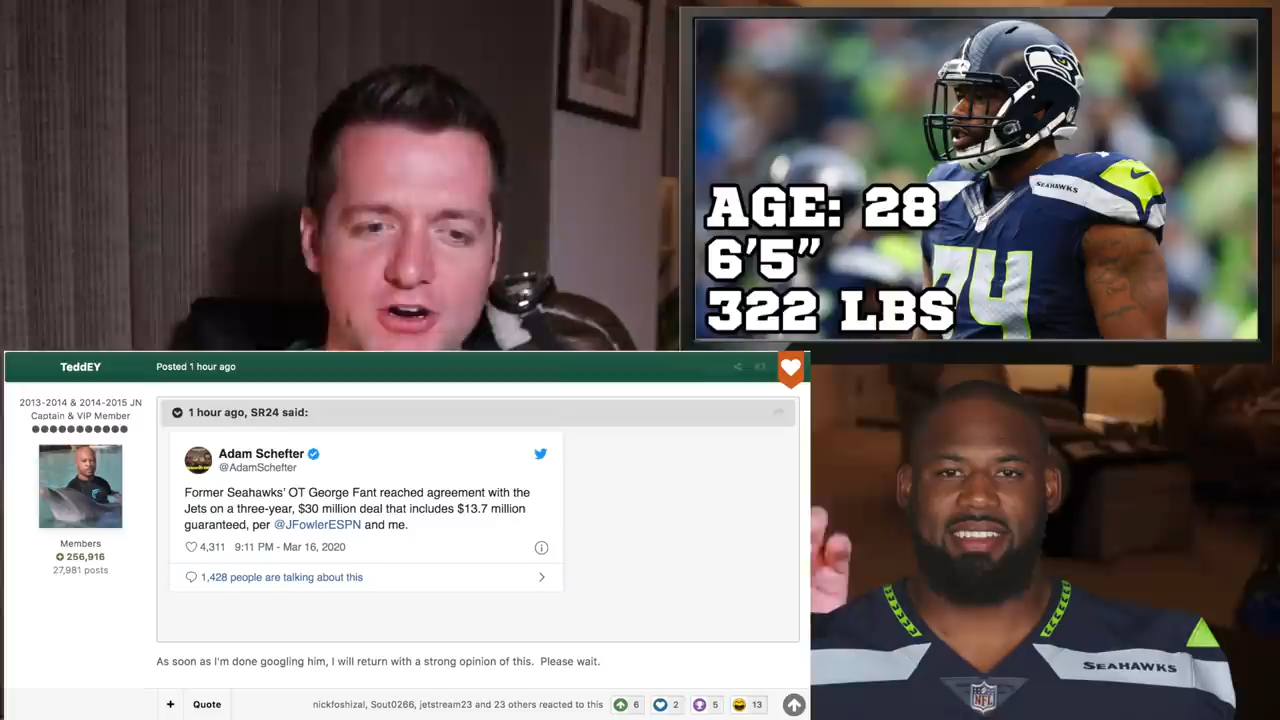 AGE: 28
6'5"
322 LBS
SEAHAWKS
74
TeddEY
Posted 1 hour ago
#3
2013-2014 & 2014-2015 JN
Captain & VIP Member
1 hour ago, SR24 said:
Adam Schefter
@AdamSchefter
Former Seahawks' OT George Fant reached agreement with the
Jets on a three-year, $30 million deal that includes $13.7 million
guaranteed, per @JFowlerESPN and me.
4,311 9:11 PM - Mar 16, 2020
1,428 people are talking about this
Members
256,916
27,981 posts
As soon as I'm done googling him, I will return with a strong opinion of this. Please wait.
+ Quote
nickfoshizal, Sout0266, jetstream23 and 23 others reacted to this
6 2 5 13
SEAHAWKS
NFL